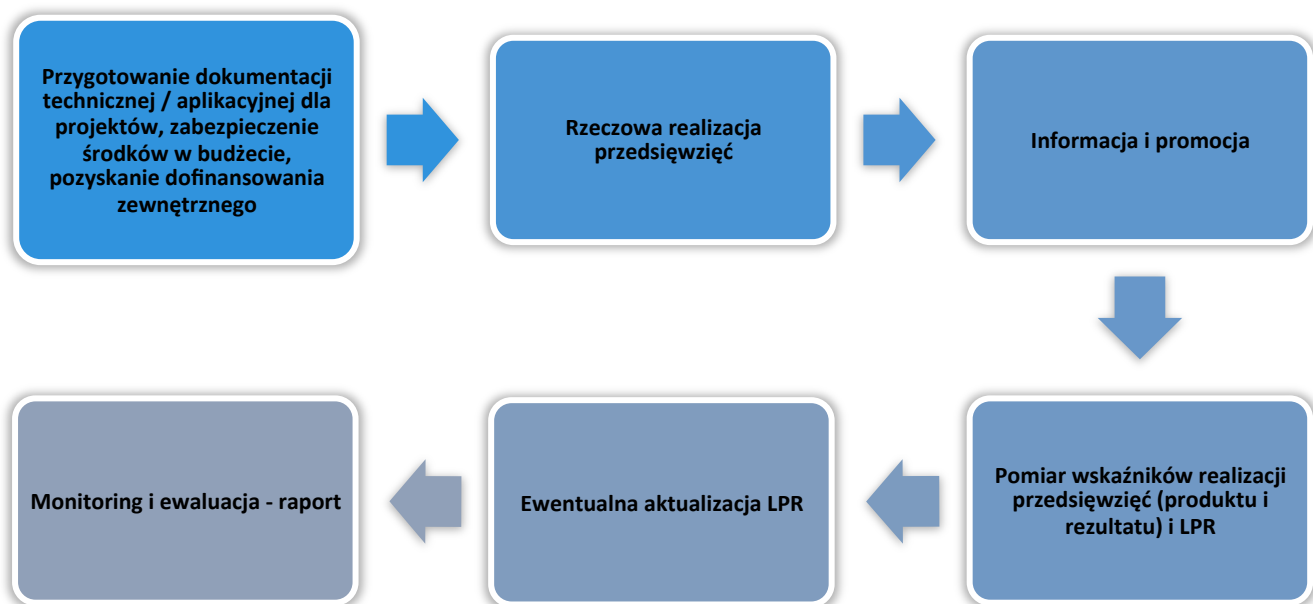 Przygotowanie dokumentacji
technicznej / aplikacyjnej dla
projektów, zabezpieczenie
środków w budżecie,
pozyskanie dofinansowania
zewnętrznego
Rzeczowa realizacja
przedsięwzięć
Informacja i promocja
Pomiar wskaźników realizacji
przedsięwzięć (produktu i
rezultatu) i LPR
Ewentualna aktualizacja LPR
Monitoring i ewaluacja - raport